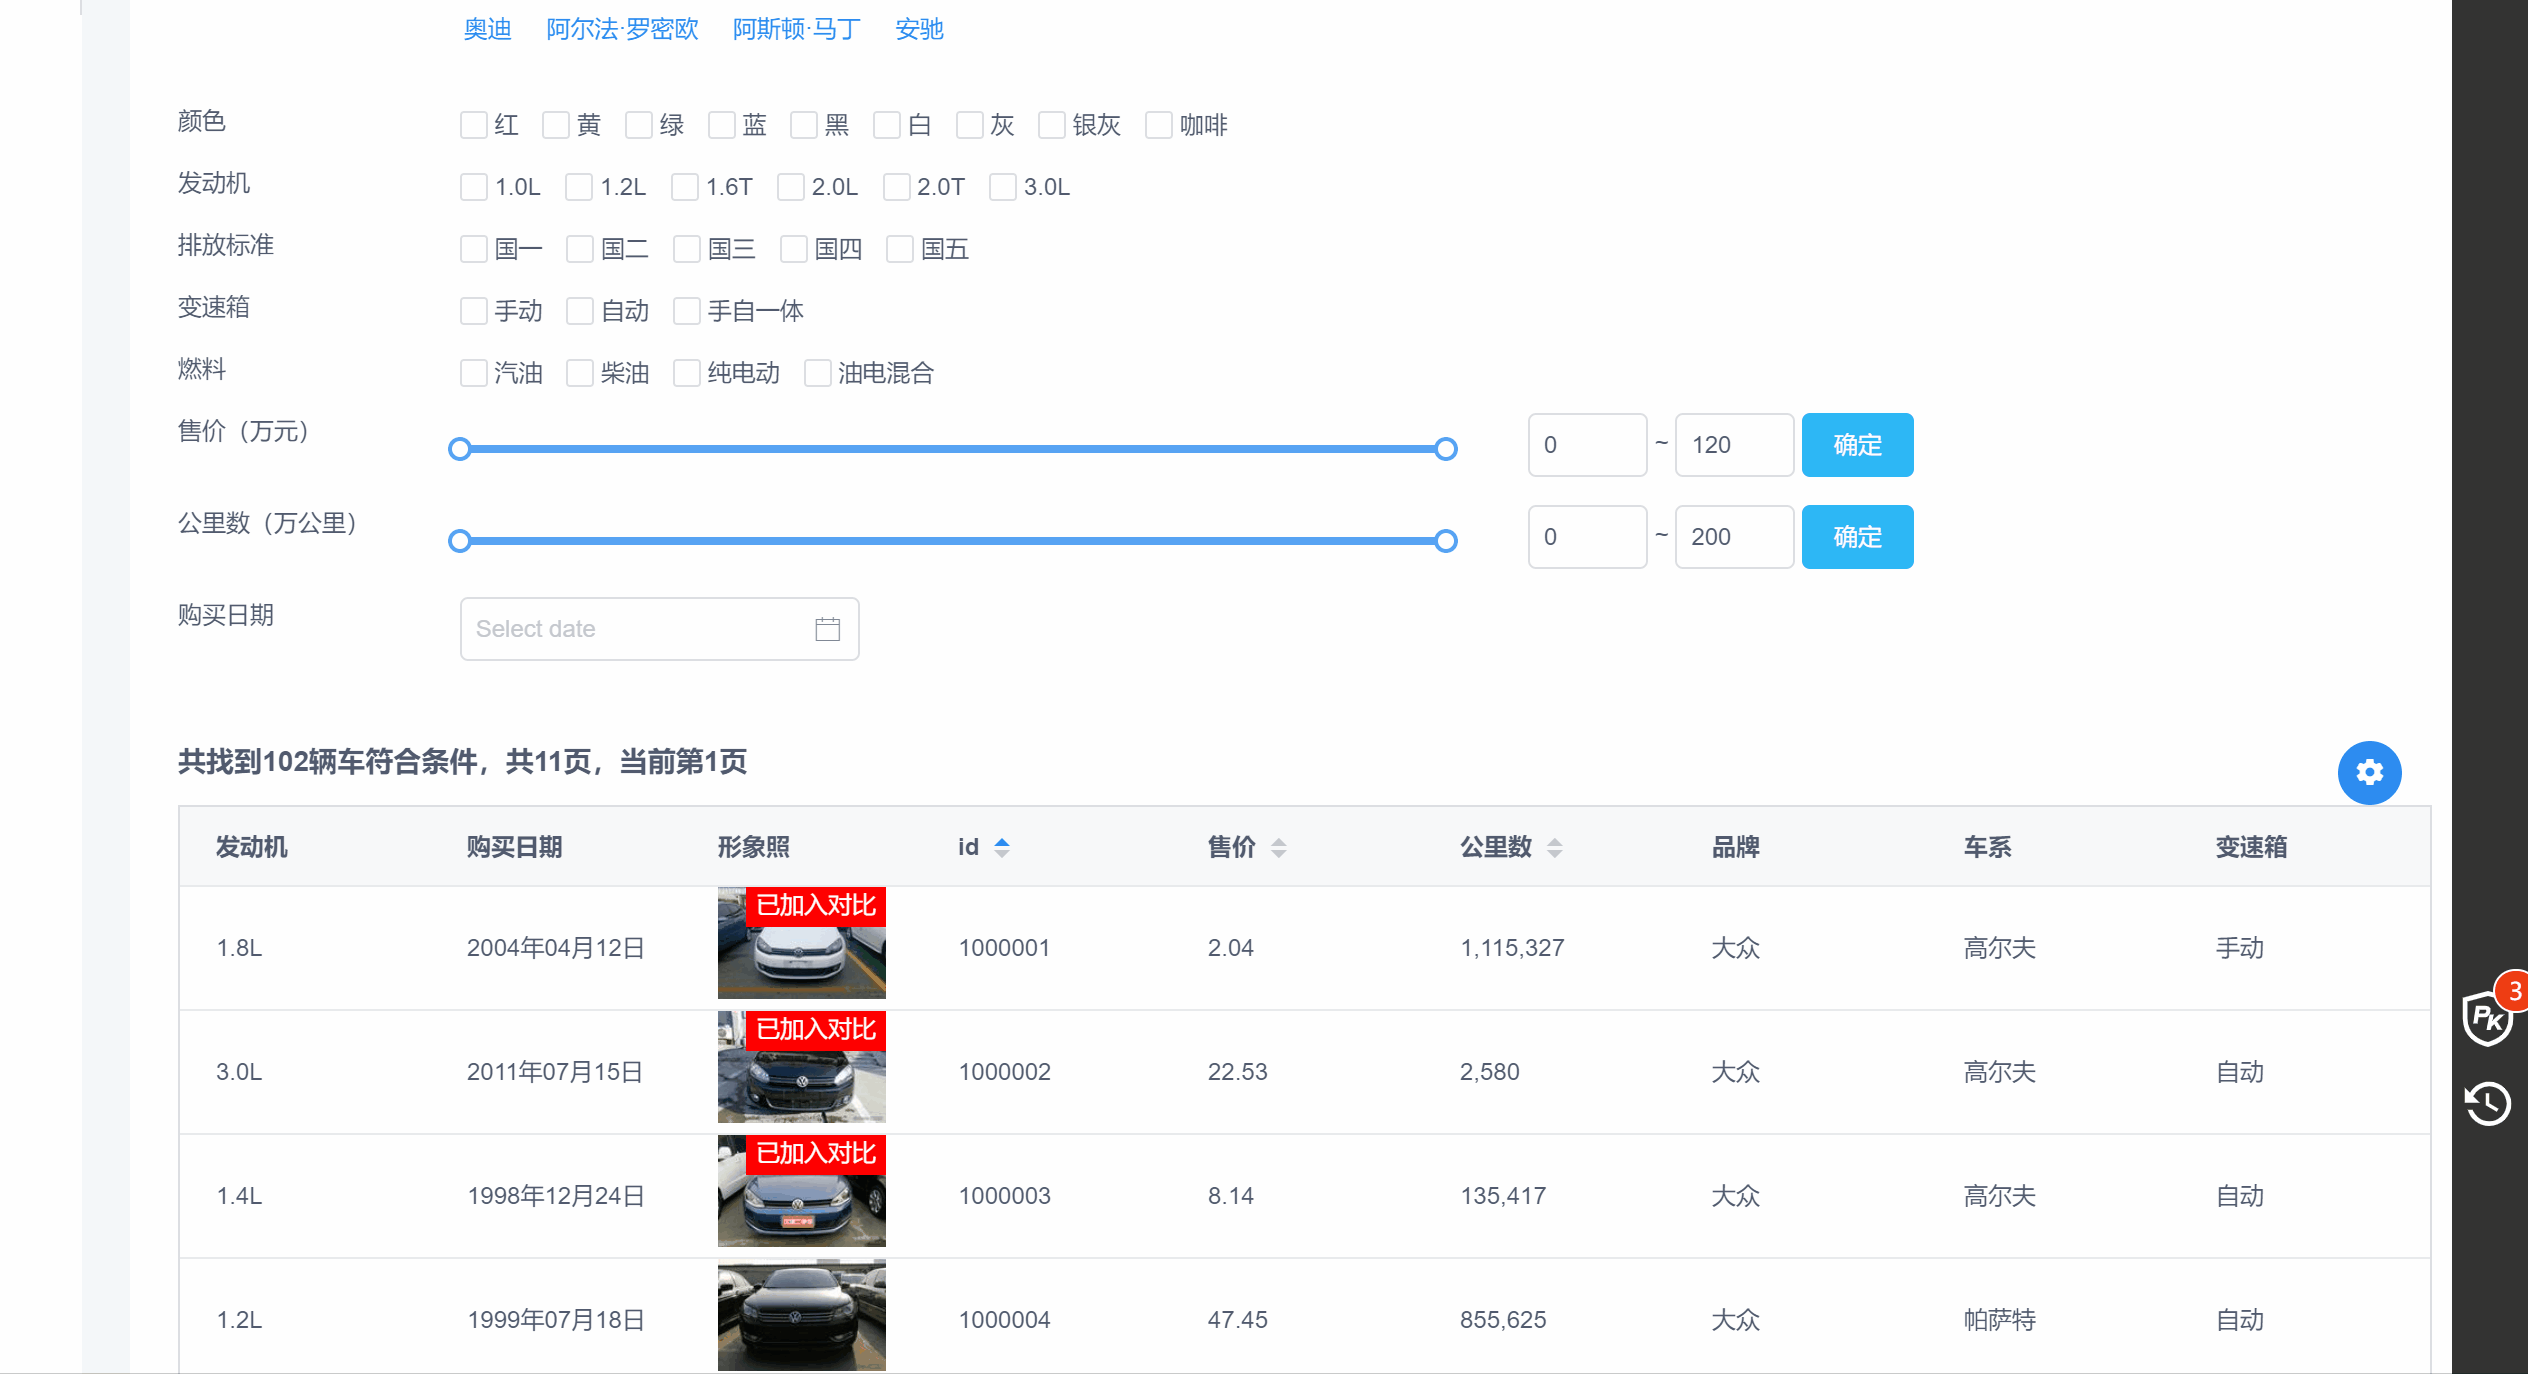 奥迪 阿尔法·罗密欧 阿斯顿·马丁 安驰
颜色 红 黄 绿 蓝 黑 白 灰 银灰 咖啡
发动机 1.0L 1.2L 1.6T 2.0L 2.0T 3.0L
排放标准 国一 国二 国三 国四 国五
变速箱 手动 自动 手自一体
燃料 汽油 柴油 纯电动 油电混合
售价（万元） 0 ~ 120 确定
公里数（万公里） 0 ~ 200 确定
购买日期 Select date
共找到102辆车符合条件，共11页，当前第1页
发动机 购买日期 形象照 id 售价 公里数 品牌 车系 变速箱
已加入对比
1.8L 2004年04月12日 1000001 2.04 1,115,327 大众 高尔夫 手动
已加入对比
3.0L 2011年07月15日 1000002 22.53 2,580 大众 高尔夫 自动
已加入对比
1.4L 1998年12月24日 1000003 8.14 135,417 大众 高尔夫 自动
1.2L 1999年07月18日 1000004 47.45 855,625 大众 帕萨特 自动
3
PK